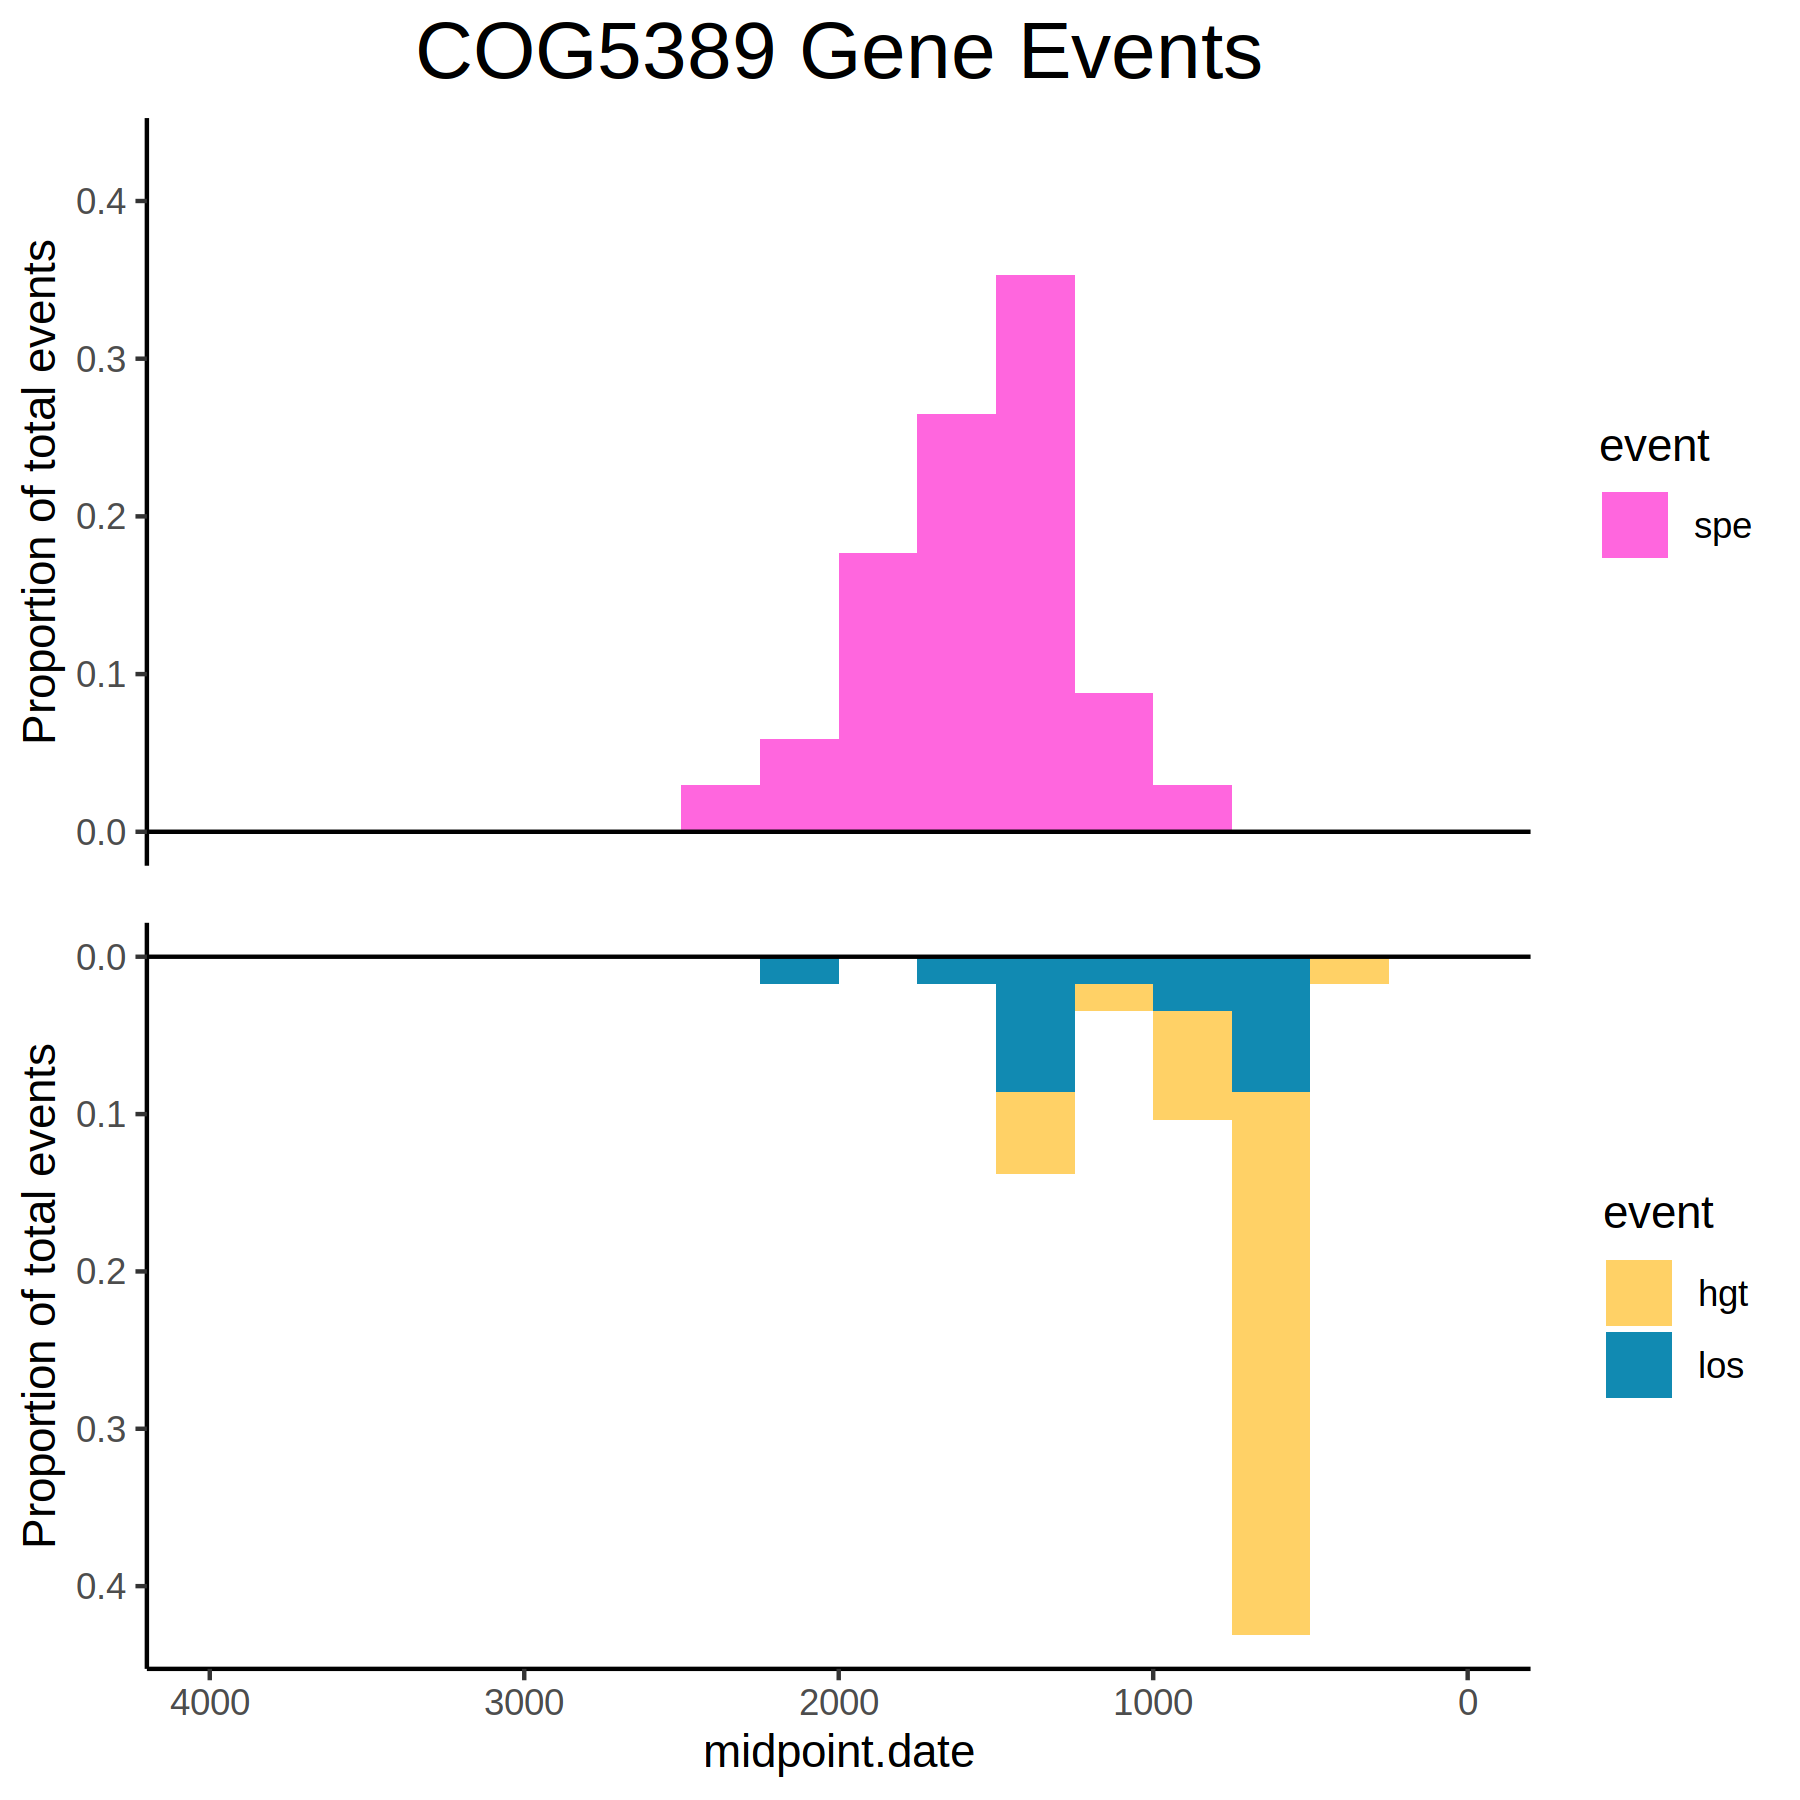 COG5389 Gene Events
Proportion of total events
0.4
0.3
0.2
0.1
0.0
event
spe
Proportion of total events
0.0
0.1
0.2
0.3
0.4
event
hgt
los
4000 3000 2000 1000 0
midpoint.date